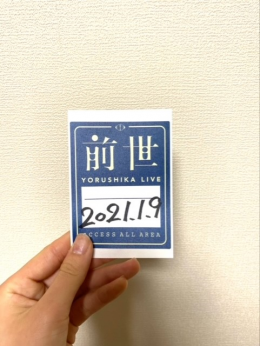 前世
YORUSHIKA LIVE
2021.1.9
ACCESS ALL AREA